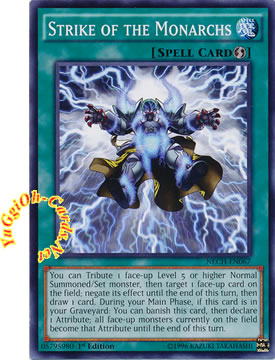 STRIKE OF THE MONARCHS
[SPELL CARD]
NECH-EN067
You can Tribute 1 face-up Level 5 or higher Normal
Summoned/Set monster, then target 1 face-up card on
the field; negate its effect until the end of this turn, then
draw 1 card. During your Main Phase, if this card is in
your Graveyard: You can banish this card, then declare
1 Attribute; all face-up monsters currently on the field
become that Attribute until the end of this turn.
05795980 1st Edition
©1996 KAZUKI TAKAHASHI
YuGgiOh-Cards.Net